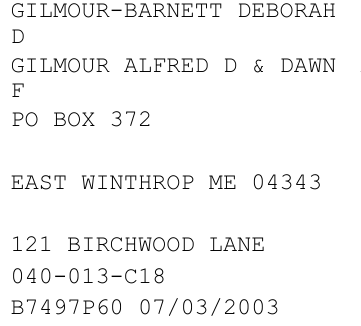 GILMOUR-BARNETT DEBORAH
D
GILMOUR ALFRED D & DAWN
F
PO BOX 372
EAST WINTHROP ME 04343
121 BIRCHWOOD LANE
040-013-C18
B7497P60 07/03/2003